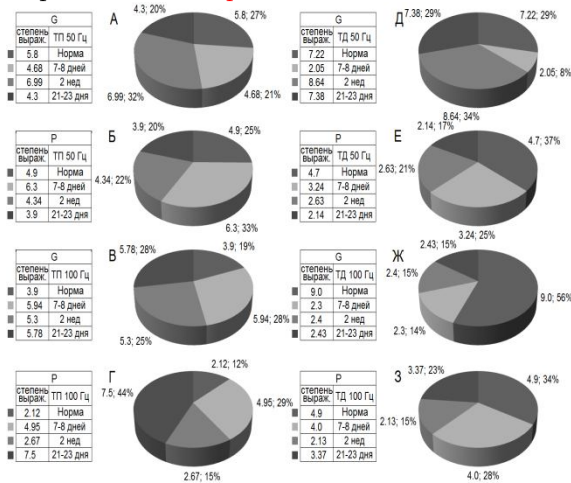 G
степень выраж. ТП 50 Гц
5.8 Норма
4.68 7-8 дней
6.99 2 нед
4.3 21-23 дня
А
4.3; 20%
5.8; 27%
6.99; 32%
4.68; 21%
G
степень выраж. ТД 50 Гц
7.22 Норма
2.05 7-8 дней
8.64 2 нед
7.38 21-23 дня
Д
7.38; 29%
7.22; 29%
2.05; 8%
8.64; 34%
P
степень выраж. ТП 50 Гц
4.9 Норма
6.3 7-8 дней
4.34 2 нед
3.9 21-23 дня
Б
3.9; 20%
4.9; 25%
4.34; 22%
6.3; 33%
P
степень выраж. ТД 50 Гц
4.7 Норма
3.24 7-8 дней
2.63 2 нед
2.14 21-23 дня
Е
2.14; 17%
4.7; 37%
2.63; 21%
3.24; 25%
G
степень выраж. ТП 100 Гц
3.9 Норма
5.94 7-8 дней
5.3 2 нед
5.78 21-23 дня
В
5.78; 28%
3.9; 19%
5.3; 25%
5.94; 28%
G
степень выраж. ТД 100 Гц
9.0 Норма
2.3 7-8 дней
2.4 2 нед
2.43 21-23 дня
Ж
2.43; 15%
2.4; 15%
9.0; 56%
2.3; 14%
P
степень выраж. ТП 100 Гц
2.12 Норма
4.95 7-8 дней
2.67 2 нед
7.5 21-23 дня
Г
2.12; 12%
7.5; 44%
4.95; 29%
2.67; 15%
P
степень выраж. ТД 100 Гц
4.9 Норма
4.0 7-8 дней
2.13 2 нед
3.37 21-23 дня
З
3.37; 23%
4.9; 34%
2.13; 15%
4.0; 28%